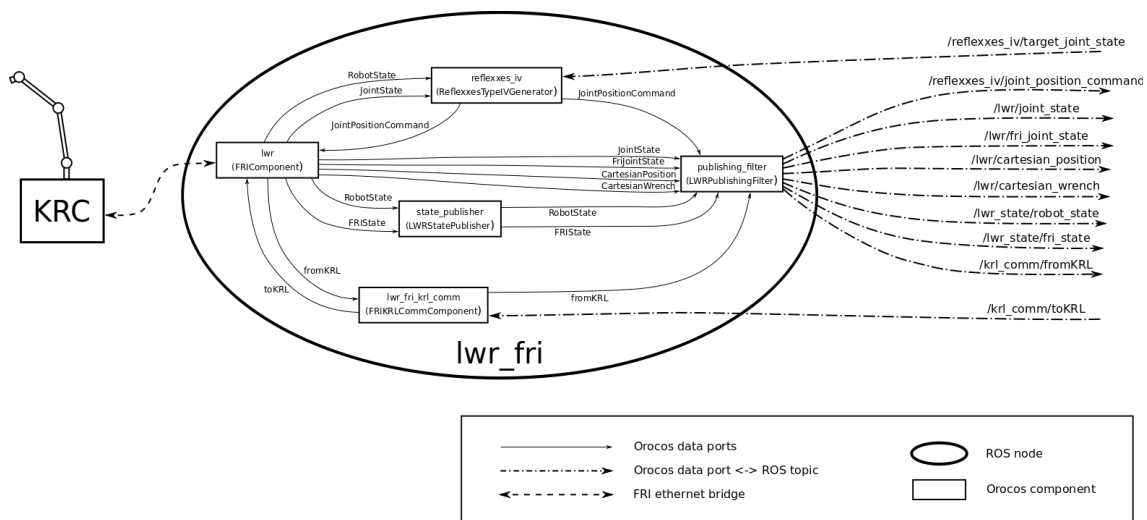 /reflexxes_iv/target_joint_state
RobotState
reflexxes_iv
(ReflexxesTypeIVGenerator)
/reflexxes_iv/joint_position_command
JointState
JointPositionCommand
/lwr/joint_state
JointPositionCommand
/lwr/fri_joint_state
lwr
(FRIComponent)
JointState
FriJointState
CartesianPosition
CartesianWrench
publishing_filter
(LWRPublishingFilter)
/lwr/cartesian_position
/lwr/cartesian_wrench
KRC
RobotState
state_publisher
(LWRStatePublisher)
RobotState
/lwr_state/robot_state
FRIState
FRIState
/lwr_state/fri_state
fromKRL
/krl_comm/fromKRL
toKRL
lwr_fri_krl_comm
(FRIKRLCommComponent)
fromKRL
/krl_comm/toKRL
lwr_fri
Orocos data ports
ROS node
Orocos data port <-> ROS topic
FRI ethernet bridge
Orocos component